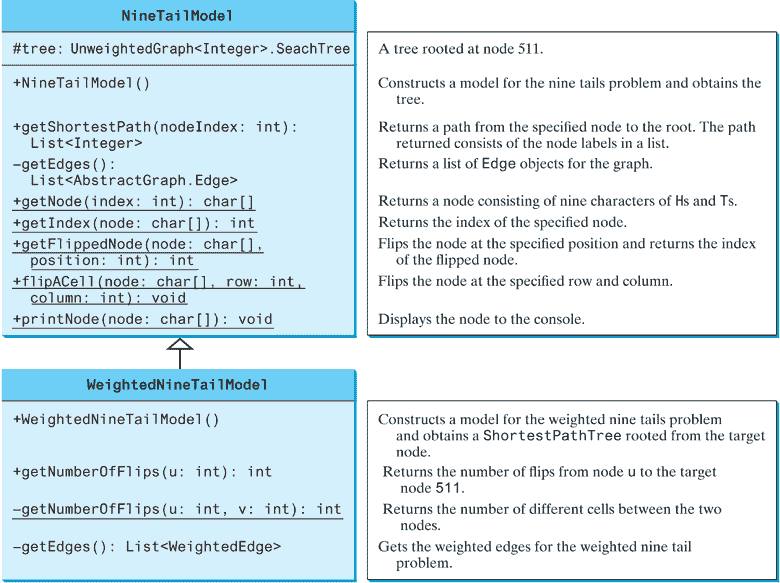 NineTailModel
#tree: UnweightedGraph<Integer>.SeachTree
A tree rooted at node 511.
+NineTailModel()
Constructs a model for the nine tails problem and obtains the
tree.
+getShortestPath(nodeIndex: int):
List<Integer>
Returns a path from the specified node to the root. The path
returned consists of the node labels in a list.
−getEdges():
List<AbstractGraph.Edge>
Returns a list of Edge objects for the graph.
+getNode(index: int): char[]
Returns a node consisting of nine characters of Hs and Ts.
+getIndex(node: char[]): int
Returns the index of the specified node.
+getFlippedNode(node: char[],
position: int): int
Flips the node at the specified position and returns the index
of the flipped node.
+flipACell(node: char[], row: int,
column: int): void
Flips the node at the specified row and column.
+printNode(node: char[]): void
Displays the node to the console.
WeightedNineTailModel
+WeightedNineTailModel()
Constructs a model for the weighted nine tails problem
and obtains a ShortestPathTree rooted from the target
node.
+getNumberOfFlips(u: int): int
Returns the number of flips from node u to the target
node 511.
−getNumberOfFlips(u: int, v: int): int
Returns the number of different cells between the two
nodes.
−getEdges(): List<WeightedEdge>
Gets the weighted edges for the weighted nine tail
problem.